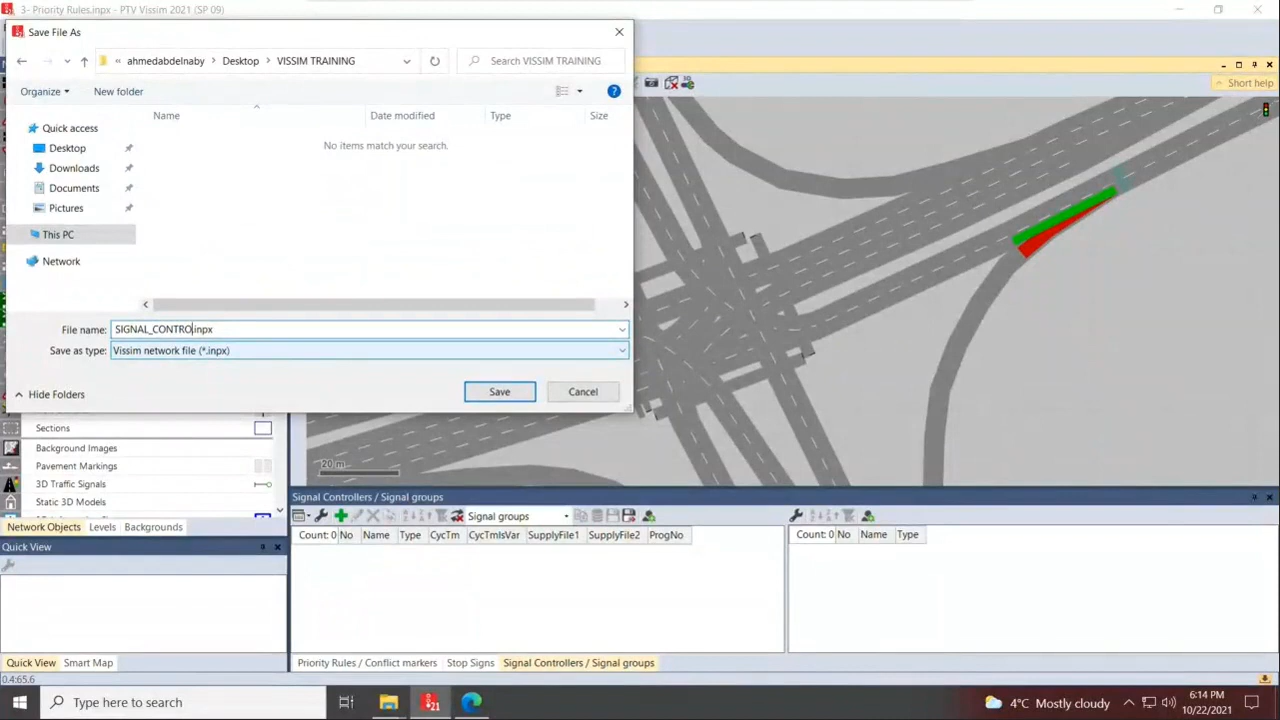 3- Priority Rules.inpx - PTV Vissim 2021 (SP 09)
Save File As
« ahmedabdelnaby > Desktop > VISSIM TRAINING
Search VISSIM TRAINING
Organize
New folder
Short help
Name
Date modified
Type
Size
No items match your search.
Quick access
Desktop
Downloads
Documents
Pictures
This PC
Network
File name: SIGNAL_CONTRO.inpx
Save as type: Vissim network file (*.inpx)
Hide Folders
Save
Cancel
Sections
Background Images
Pavement Markings
3D Traffic Signals
Static 3D Models
Network Objects
Levels
Backgrounds
20 m
Quick View
Signal Controllers / Signal groups
Signal groups
Count: 0 No Name Type CycTm CycTmIsVar SupplyFile1 SupplyFile2 ProgNo
Count: 0 No Name Type
Quick View
Smart Map
Priority Rules / Conflict markers
Stop Signs
Signal Controllers / Signal groups
0.4:65.6
Type here to search
21
4°C Mostly cloudy
6:14 PM
10/22/2021